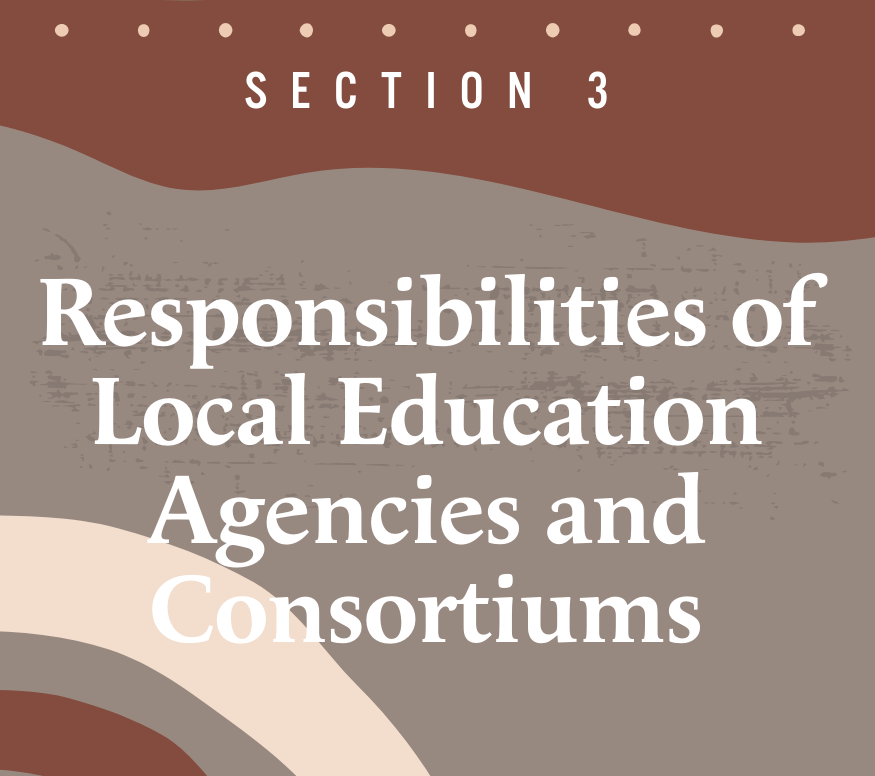 SECTION 3
Responsibilities of
Local Education
Agencies and
Consortiums